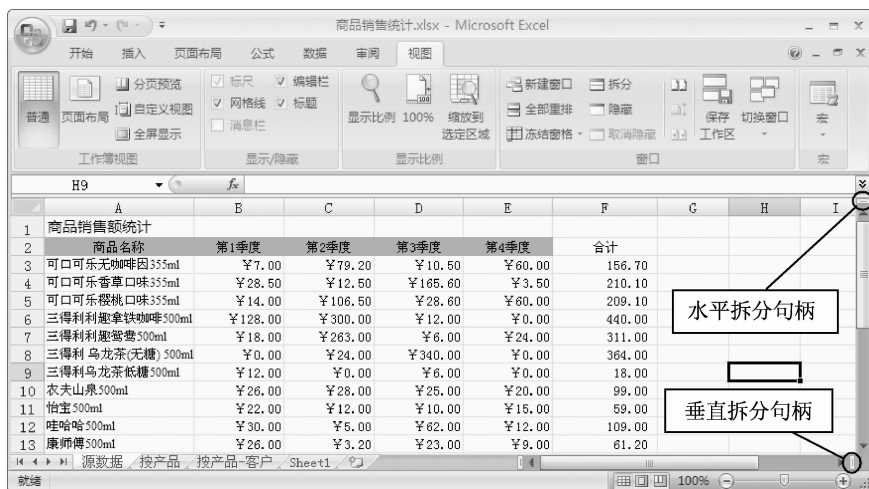 商品销售统计.xlsx - Microsoft Excel
开始 插入 页面布局 公式 数据 审阅 视图
普通 页面布局 分页预览 自定义视图 全屏显示
标尺 编辑栏 网格线 标题 消息栏
显示比例 100% 缩放到选定区域
新建窗口 全部重排 冻结窗格 拆分 隐藏 取消隐藏
保存工作区 切换窗口 宏
工作簿视图 显示/隐藏 显示比例 窗口 宏
H9 fx
A B C D E F G H I
1 商品销售额统计
2 商品名称 第1季度 第2季度 第3季度 第4季度 合计
3 可口可乐无咖啡因355ml ¥7.00 ¥79.20 ¥10.50 ¥60.00 156.70
4 可口可乐香草口味355ml ¥28.50 ¥12.50 ¥165.60 ¥3.50 210.10
5 可口可乐樱桃口味355ml ¥14.00 ¥106.50 ¥28.60 ¥60.00 209.10
6 三得利利趣拿铁咖啡500ml ¥128.00 ¥300.00 ¥12.00 ¥0.00 440.00
7 三得利利趣鸳鸯500ml ¥18.00 ¥263.00 ¥6.00 ¥24.00 311.00
8 三得利 乌龙茶(无糖) 500ml ¥0.00 ¥24.00 ¥340.00 ¥0.00 364.00
9 三得利乌龙茶低糖500ml ¥12.00 ¥0.00 ¥6.00 ¥0.00 18.00
10 农夫山泉500ml ¥26.00 ¥28.00 ¥25.00 ¥20.00 99.00
11 怡宝500ml ¥22.00 ¥12.00 ¥10.00 ¥15.00 59.00
12 哇哈哈500ml ¥30.00 ¥5.00 ¥62.00 ¥12.00 109.00
13 康师傅500ml ¥26.00 ¥3.20 ¥23.00 ¥9.00 61.20
水平拆分句柄
垂直拆分句柄
源数据 按产品 按产品-客户 Sheet1
就绪 100%